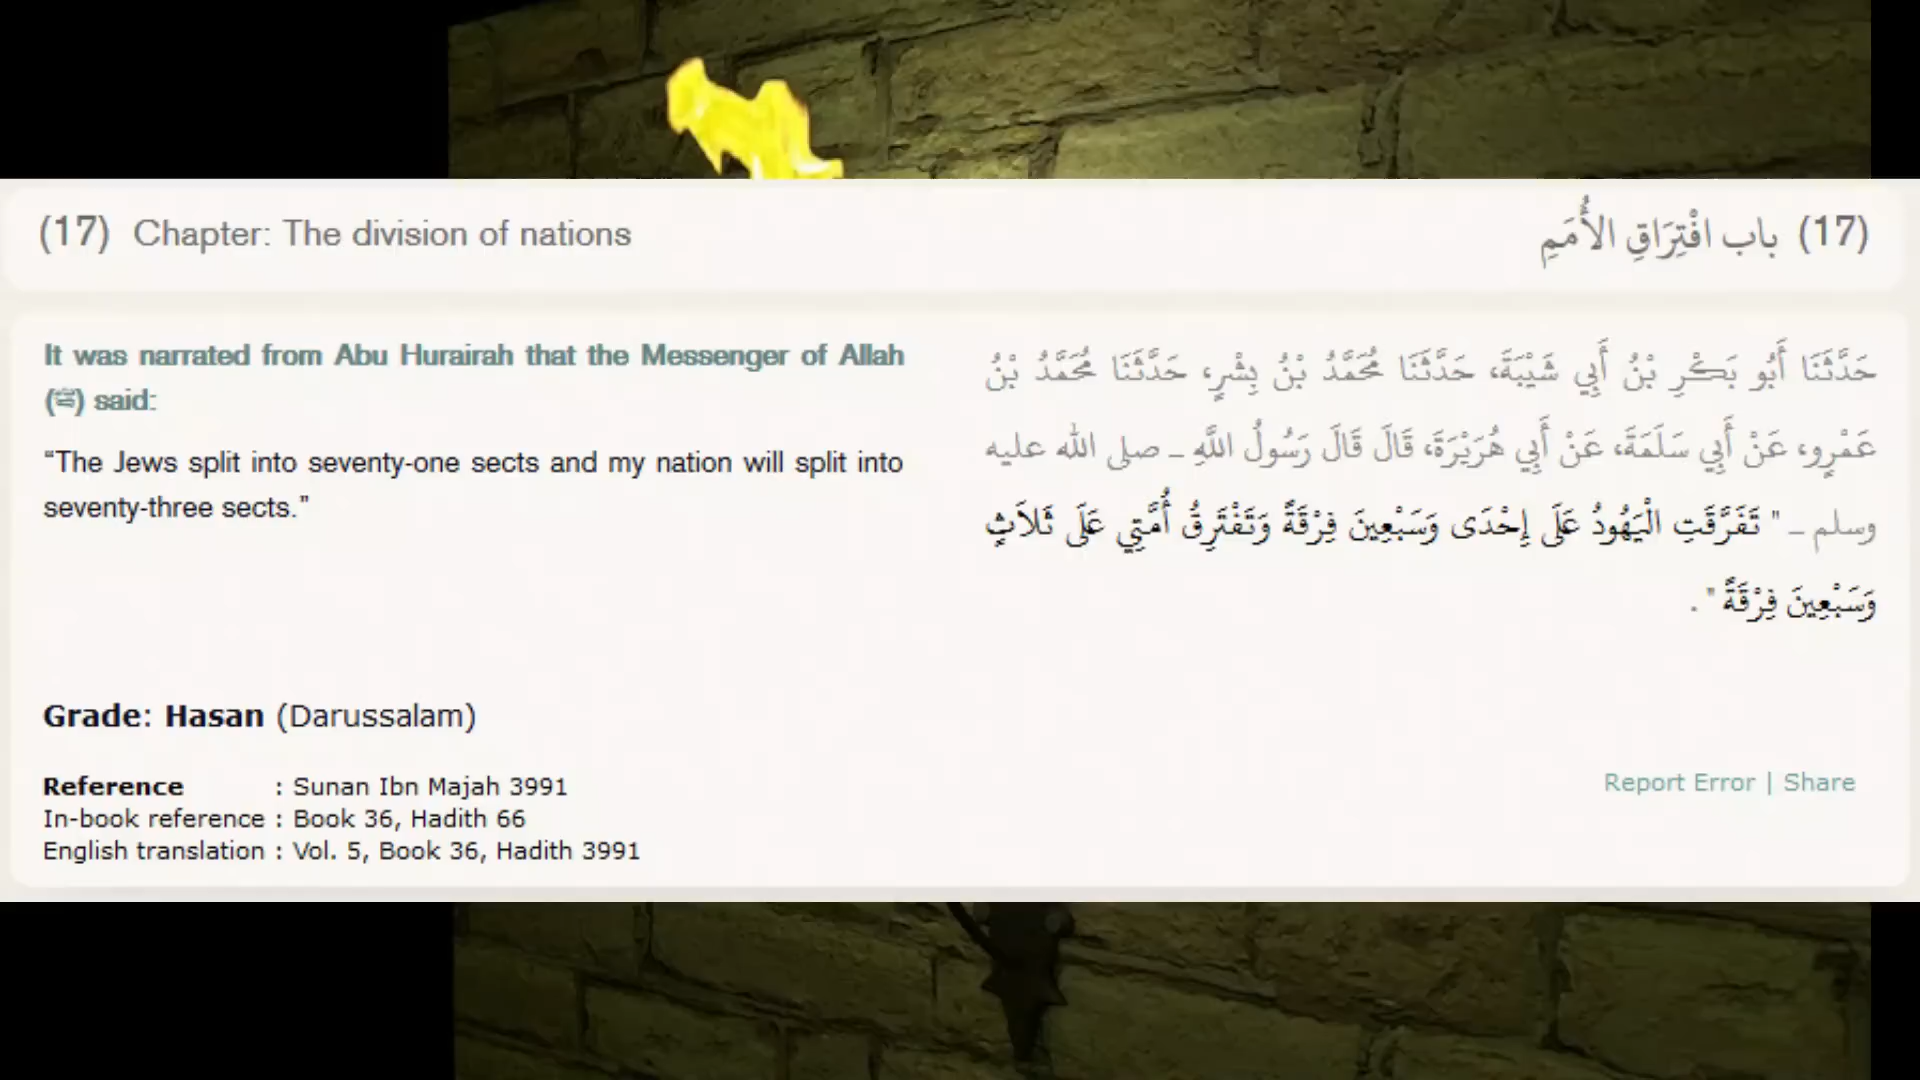 (17) Chapter: The division of nations
(17) باب افْتِرَاقِ الأُمَمِ
It was narrated from Abu Hurairah that the Messenger of Allah
(ﷺ) said:
“The Jews split into seventy-one sects and my nation will split into
seventy-three sects.”
حَدَّثَنَا أَبُو بَكْرِ بْنُ أَبِي شَيْبَةَ، حَدَّثَنَا مُحَمَّدُ بْنُ بِشْرٍ، حَدَّثَنَا مُحَمَّدُ بْنُ
عَمْرٍو، عَنْ أَبِي سَلَمَةَ، عَنْ أَبِي هُرَيْرَةَ، قَالَ قَالَ رَسُولُ اللَّهِ ـ صلى الله عليه
وسلم ـ " تَفَرَّقَتِ الْيَهُودُ عَلَى إِحْدَى وَسَبْعِينَ فِرْقَةً وَتَفْتَرِقُ أُمَّتِي عَلَى ثَلاَثٍ
وَسَبْعِينَ فِرْقَةً " .
Grade: Hasan (Darussalam)
Reference : Sunan Ibn Majah 3991
In-book reference : Book 36, Hadith 66
English translation : Vol. 5, Book 36, Hadith 3991
Report Error | Share